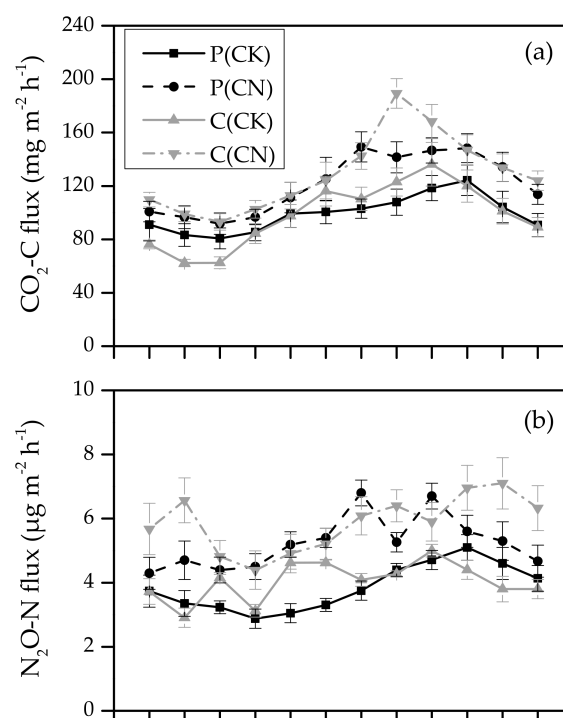 240
200
160
120
80
40
0
CO₂-C flux (mg m⁻² h⁻¹)
P(CK)
P(CN)
C(CK)
C(CN)
(a)
10
8
6
4
2
0
N₂O-N flux (μg m⁻² h⁻¹)
(b)